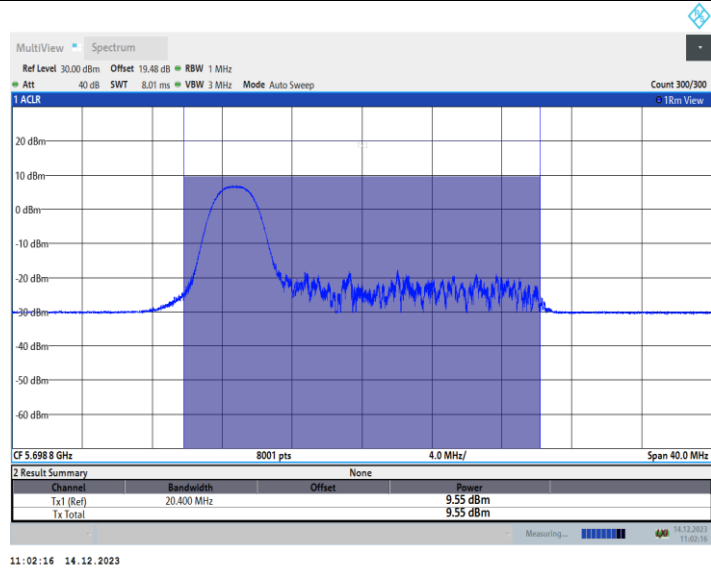 R&S
MultiView Spectrum
Ref Level 30.00 dBm Offset 19.48 dB RBW 1 MHz
Att 40 dB SWT 8.01 ms VBW 3 MHz Mode Auto Sweep Count 300/300
1 ACLR 1Rm View
20 dBm
10 dBm
0 dBm
-10 dBm
-20 dBm
-30 dBm
-40 dBm
-50 dBm
-60 dBm
CF 5.6988 GHz 8001 pts 4.0 MHz/ Span 40.0 MHz
2 Result Summary None
Channel Bandwidth Offset Power
Tx1 (Ref) 20.400 MHz 9.55 dBm
Tx Total 9.55 dBm
Measuring... 14.12.2023
11:02:16
11:02:16 14.12.2023